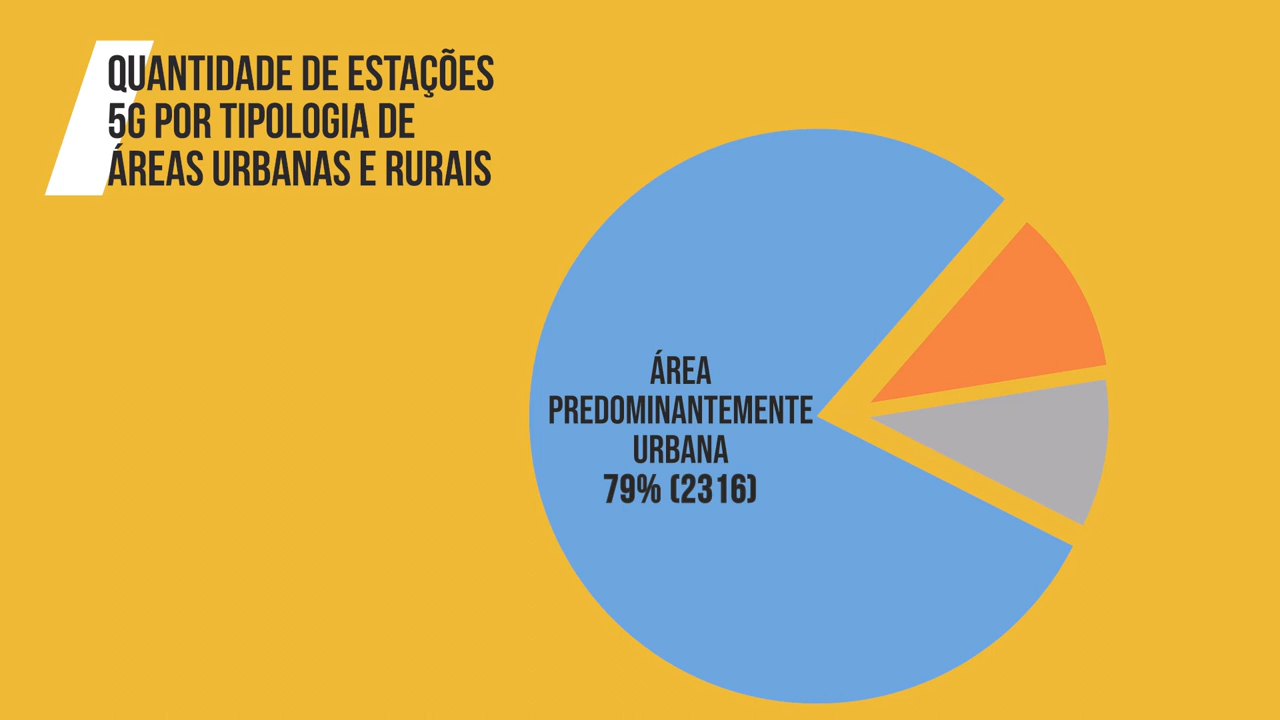 QUANTIDADE DE ESTAÇÕES
5G POR TIPOLOGIA DE
ÁREAS URBANAS E RURAIS
ÁREA
PREDOMINANTEMENTE
URBANA
79% (2316)